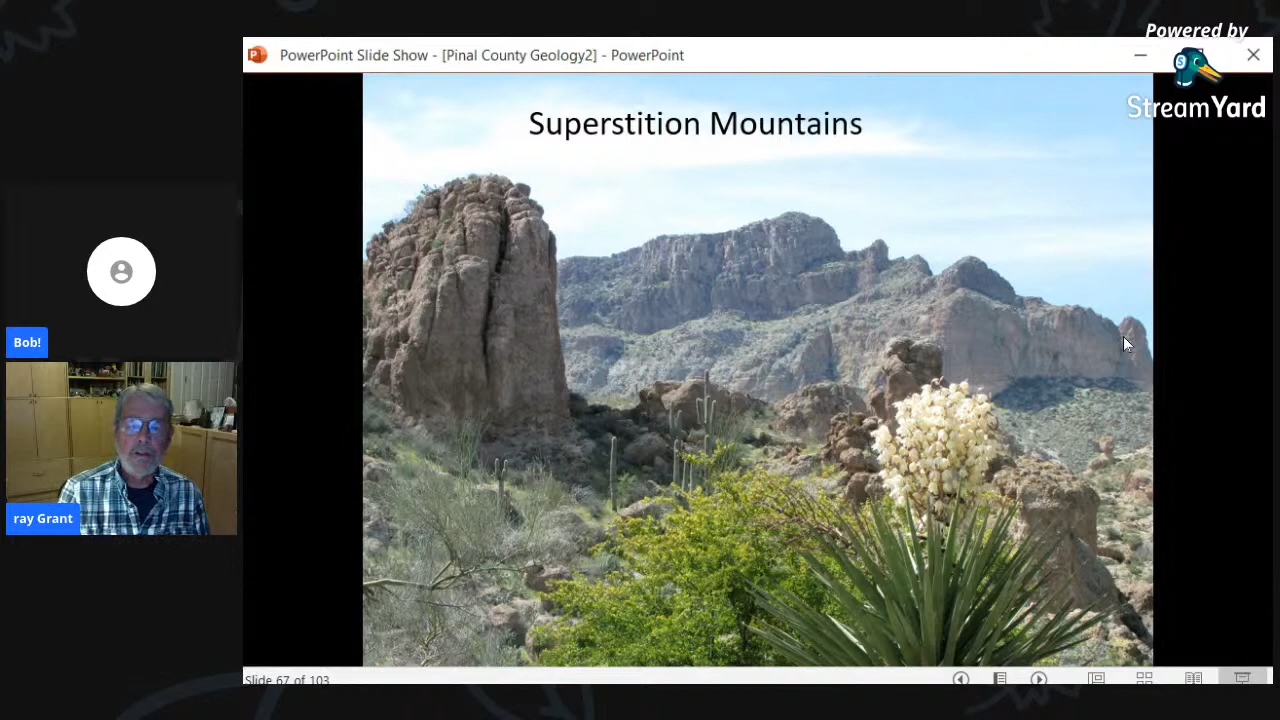 Powered by
StreamYard
PowerPoint Slide Show - [Pinal County Geology2] - PowerPoint
Superstition Mountains
Bob!
ray Grant
Slide 67 of 103